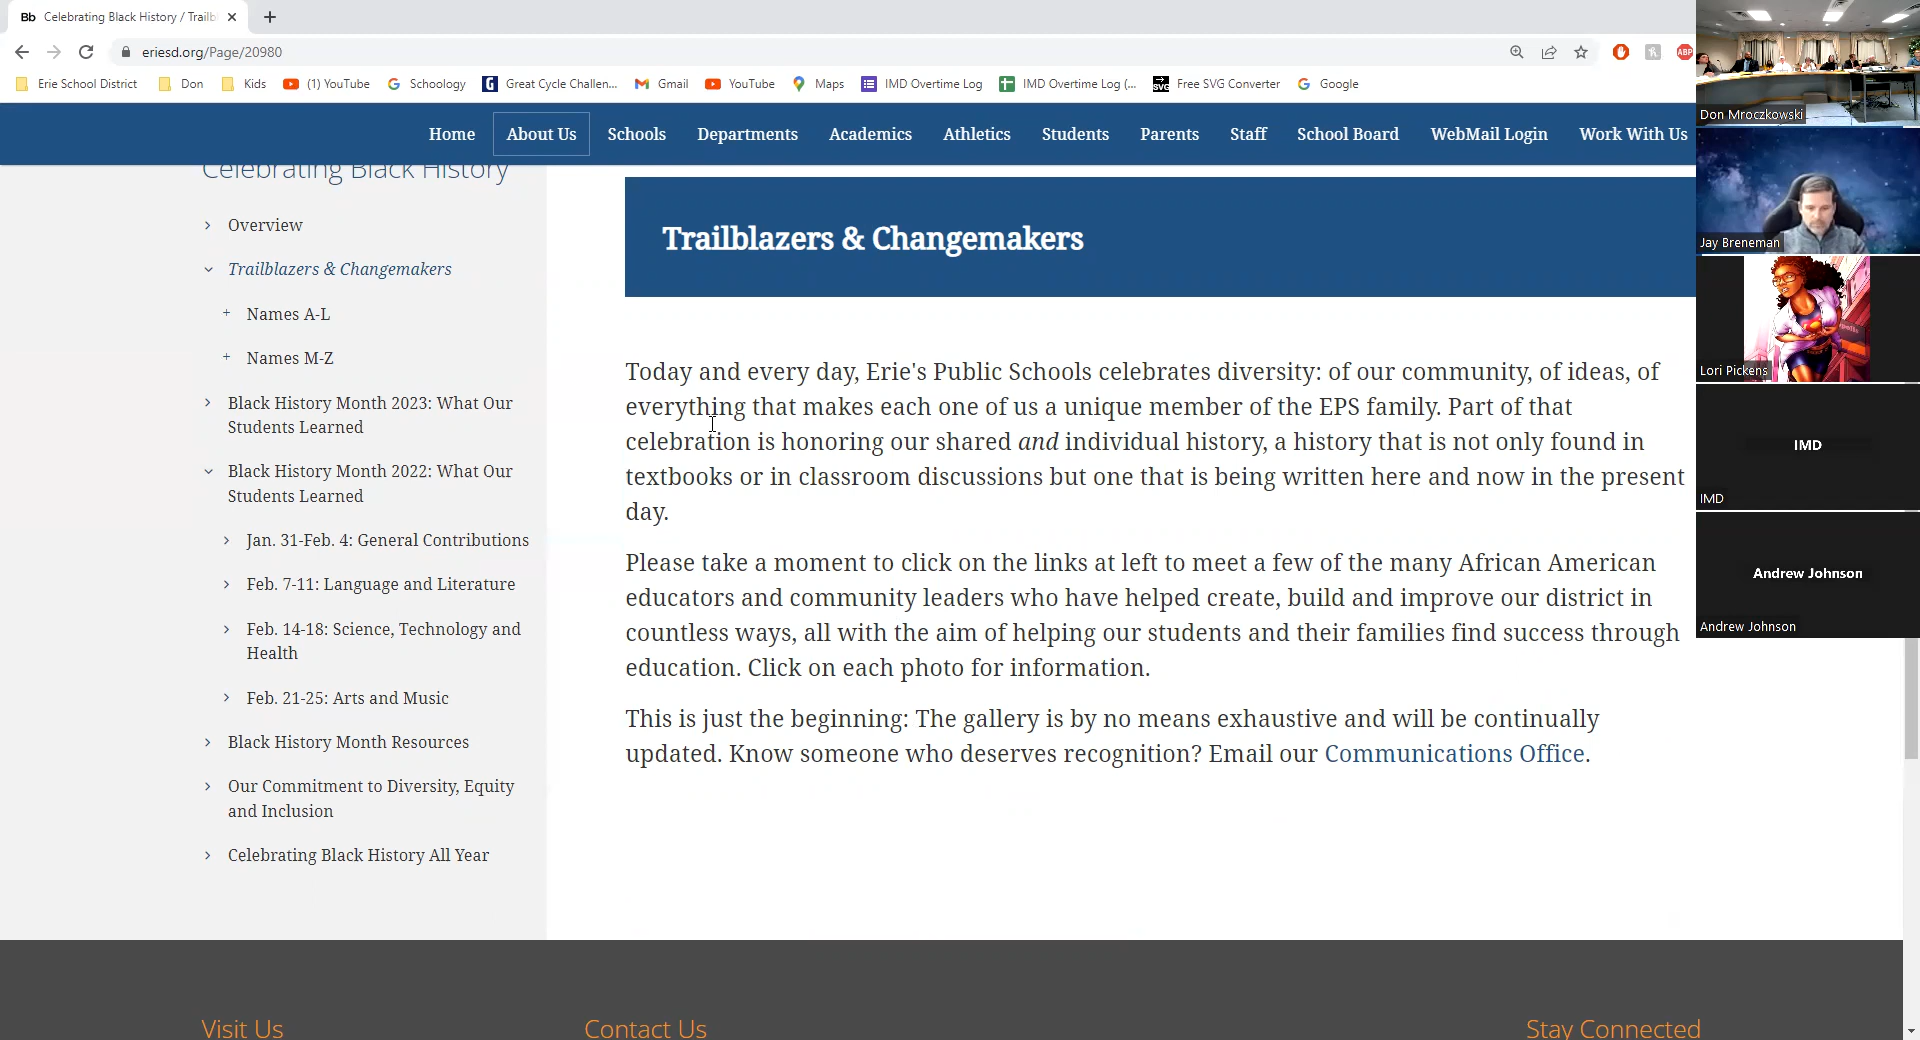 Bb Celebrating Black History / Trailb
eriesd.org/Page/20980
ABP
Erie School District Don Kids (1) YouTube Schoology Great Cycle Challen... Gmail YouTube Maps IMD Overtime Log IMD Overtime Log (... Free SVG Converter Google
Home About Us Schools Departments Academics Athletics Students Parents Staff School Board WebMail Login Work With Us
Celebrating Black History
Overview
Trailblazers & Changemakers
+ Names A-L
+ Names M-Z
Black History Month 2023: What Our
Students Learned
Black History Month 2022: What Our
Students Learned
Jan. 31-Feb. 4: General Contributions
Feb. 7-11: Language and Literature
Feb. 14-18: Science, Technology and
Health
Feb. 21-25: Arts and Music
Black History Month Resources
Our Commitment to Diversity, Equity
and Inclusion
Celebrating Black History All Year
Trailblazers & Changemakers
Today and every day, Erie's Public Schools celebrates diversity: of our community, of ideas, of
everything that makes each one of us a unique member of the EPS family. Part of that
celebration is honoring our shared and individual history, a history that is not only found in
textbooks or in classroom discussions but one that is being written here and now in the present
day.
Please take a moment to click on the links at left to meet a few of the many African American
educators and community leaders who have helped create, build and improve our district in
countless ways, all with the aim of helping our students and their families find success through
education. Click on each photo for information.
This is just the beginning: The gallery is by no means exhaustive and will be continually
updated. Know someone who deserves recognition? Email our Communications Office.
Don Mroczkowski
Jay Breneman
Lori Pickens
IMD
IMD
Andrew Johnson
Andrew Johnson
Visit Us
Contact Us
Stay Connected